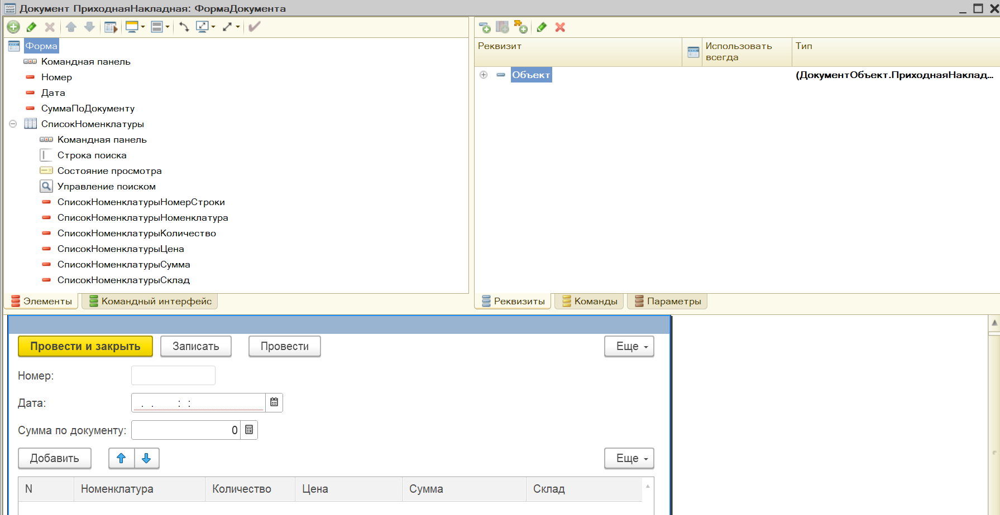 Документ ПриходнаяНакладная: ФормаДокумента
Форма
Командная панель
Номер
Дата
СуммаПоДокументу
СписокНоменклатуры
Командная панель
Строка поиска
Состояние просмотра
Управление поиском
СписокНоменклатурыНомерСтроки
СписокНоменклатурыНоменклатура
СписокНоменклатурыКоличество
СписокНоменклатурыЦена
СписокНоменклатурыСумма
СписокНоменклатурыСклад
Элементы Командный интерфейс
Реквизит Использовать всегда Тип
Объект (ДокументОбъект.ПриходнаяНаклад...
Реквизиты Команды Параметры
Провести и закрыть Записать Провести Еще
Номер:
Дата: . . : :
Сумма по документу: 0
Добавить Еще
N Номенклатура Количество Цена Сумма Склад